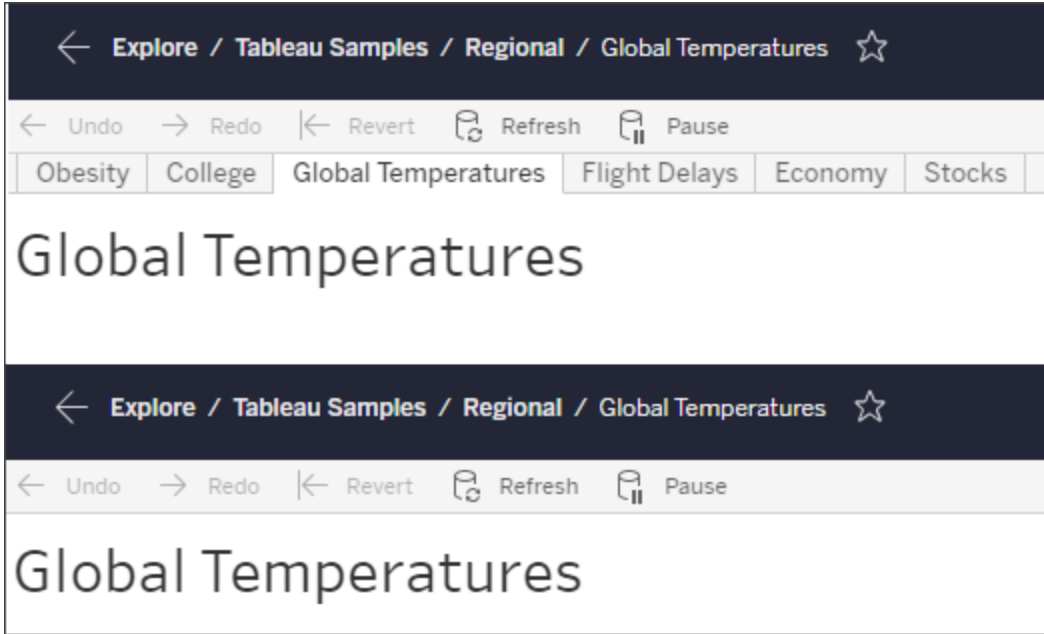 Explore / Tableau Samples / Regional / Global Temperatures
Undo Redo Revert Refresh Pause
Obesity College Global Temperatures Flight Delays Economy Stocks
Global Temperatures
Explore / Tableau Samples / Regional / Global Temperatures
Undo Redo Revert Refresh Pause
Global Temperatures